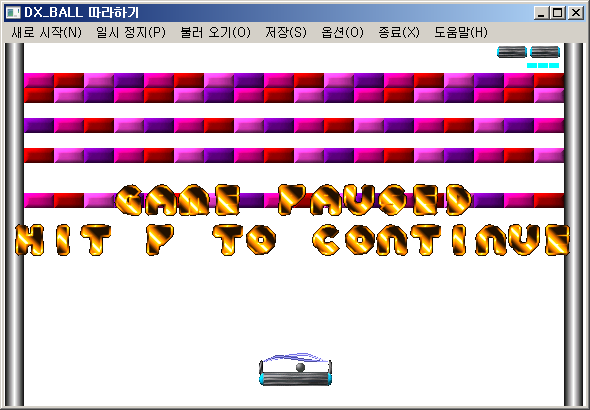 DX_BALL 따라하기
새로 시작(N) 일시 정지(P) 불러 오기(O) 저장(S) 옵션(O) 종료(X) 도움말(H)
GAME PAUSED
HIT P TO CONTINUE